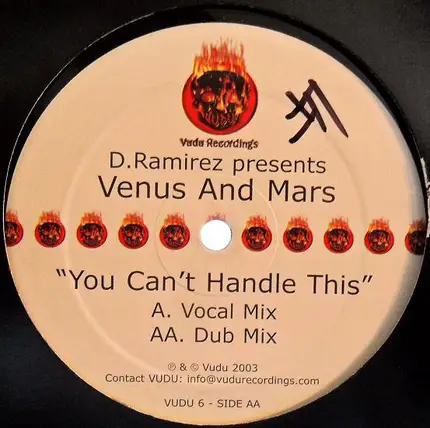 Vudu Recording's
D.Ramirez presents
Venus And Mars
"You Can't Handle This"
A. Vocal Mix
AA. Dub Mix
℗ & © Vudu 2003
Contact VUDU: info@vudurecordings.com
VUDU 6 - SIDE AA